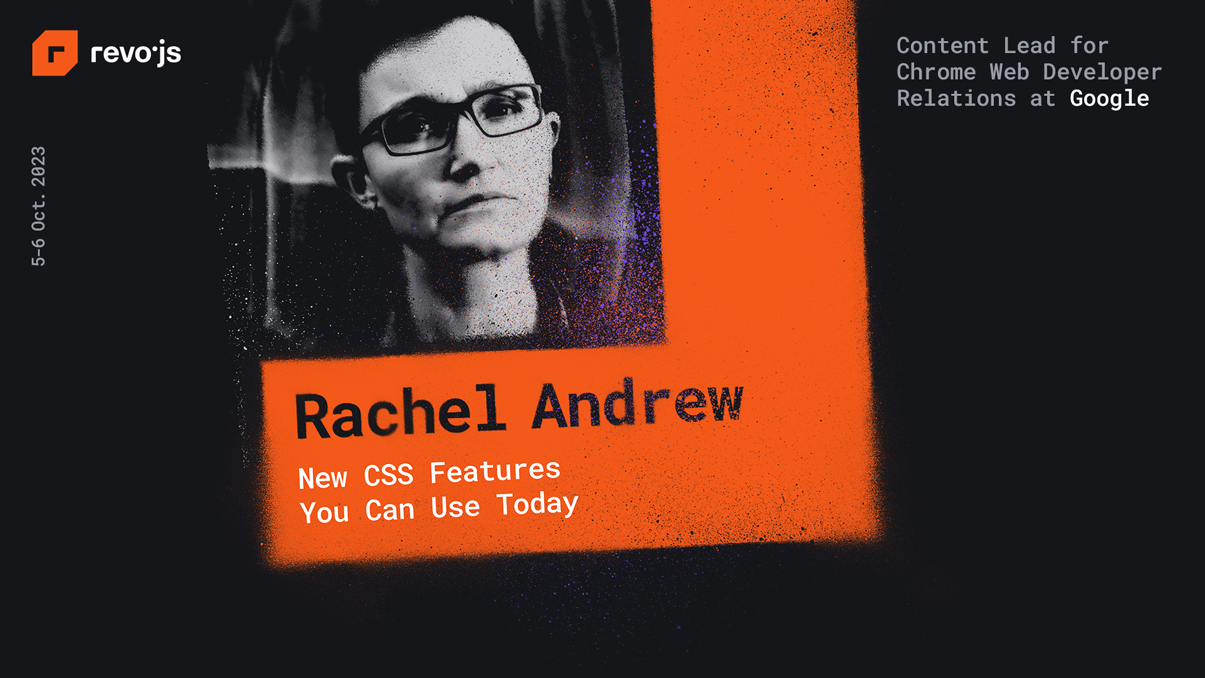 revo·js
Content Lead for
Chrome Web Developer
Relations at Google
5–6 Oct. 2023
Rachel Andrew
New CSS Features
You Can Use Today